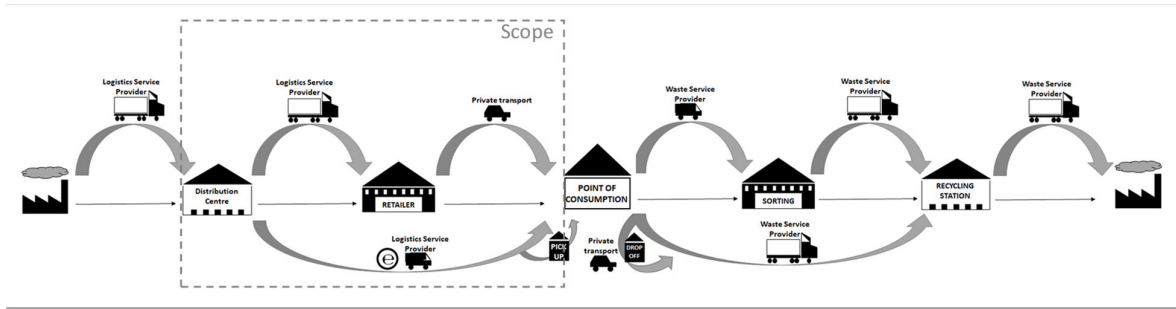 Scope
Logistics Service
Provider
Logistics Service
Provider
Private transport
Waste Service
Provider
Waste Service
Provider
Waste Service
Provider
Distribution
Centre
RETAILER
POINT OF
CONSUMPTION
SORTING
RECYCLING
STATION
e
Logistics Service
Provider
PICK
UP
Private
transport
DROP
OFF
Waste Service
Provider